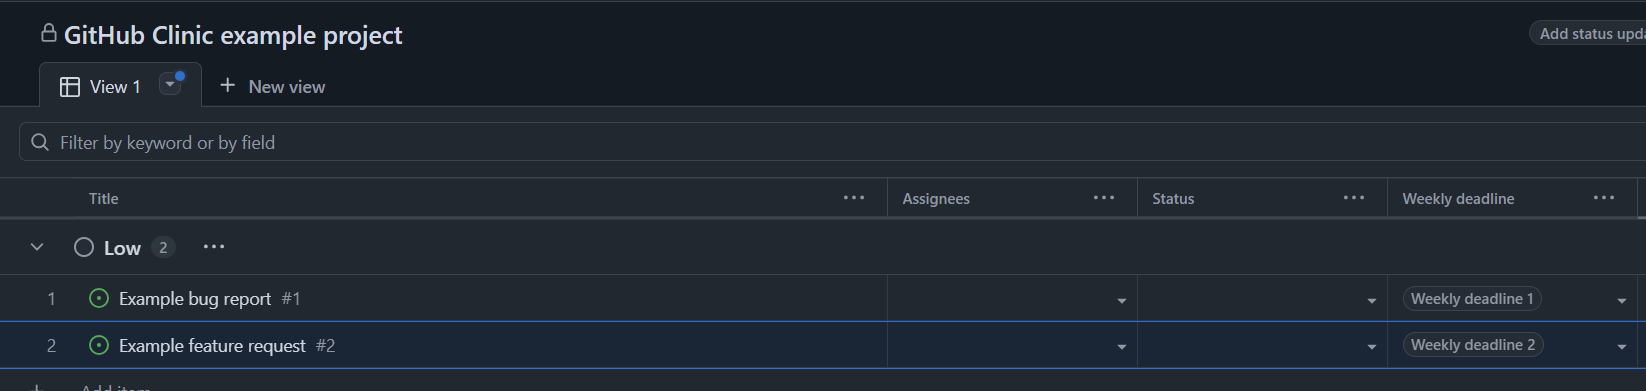 GitHub Clinic example project
Add status upda
View 1
New view
Filter by keyword or by field
Title Assignees Status Weekly deadline
Low 2
1 Example bug report #1 Weekly deadline 1
2 Example feature request #2 Weekly deadline 2
Add item